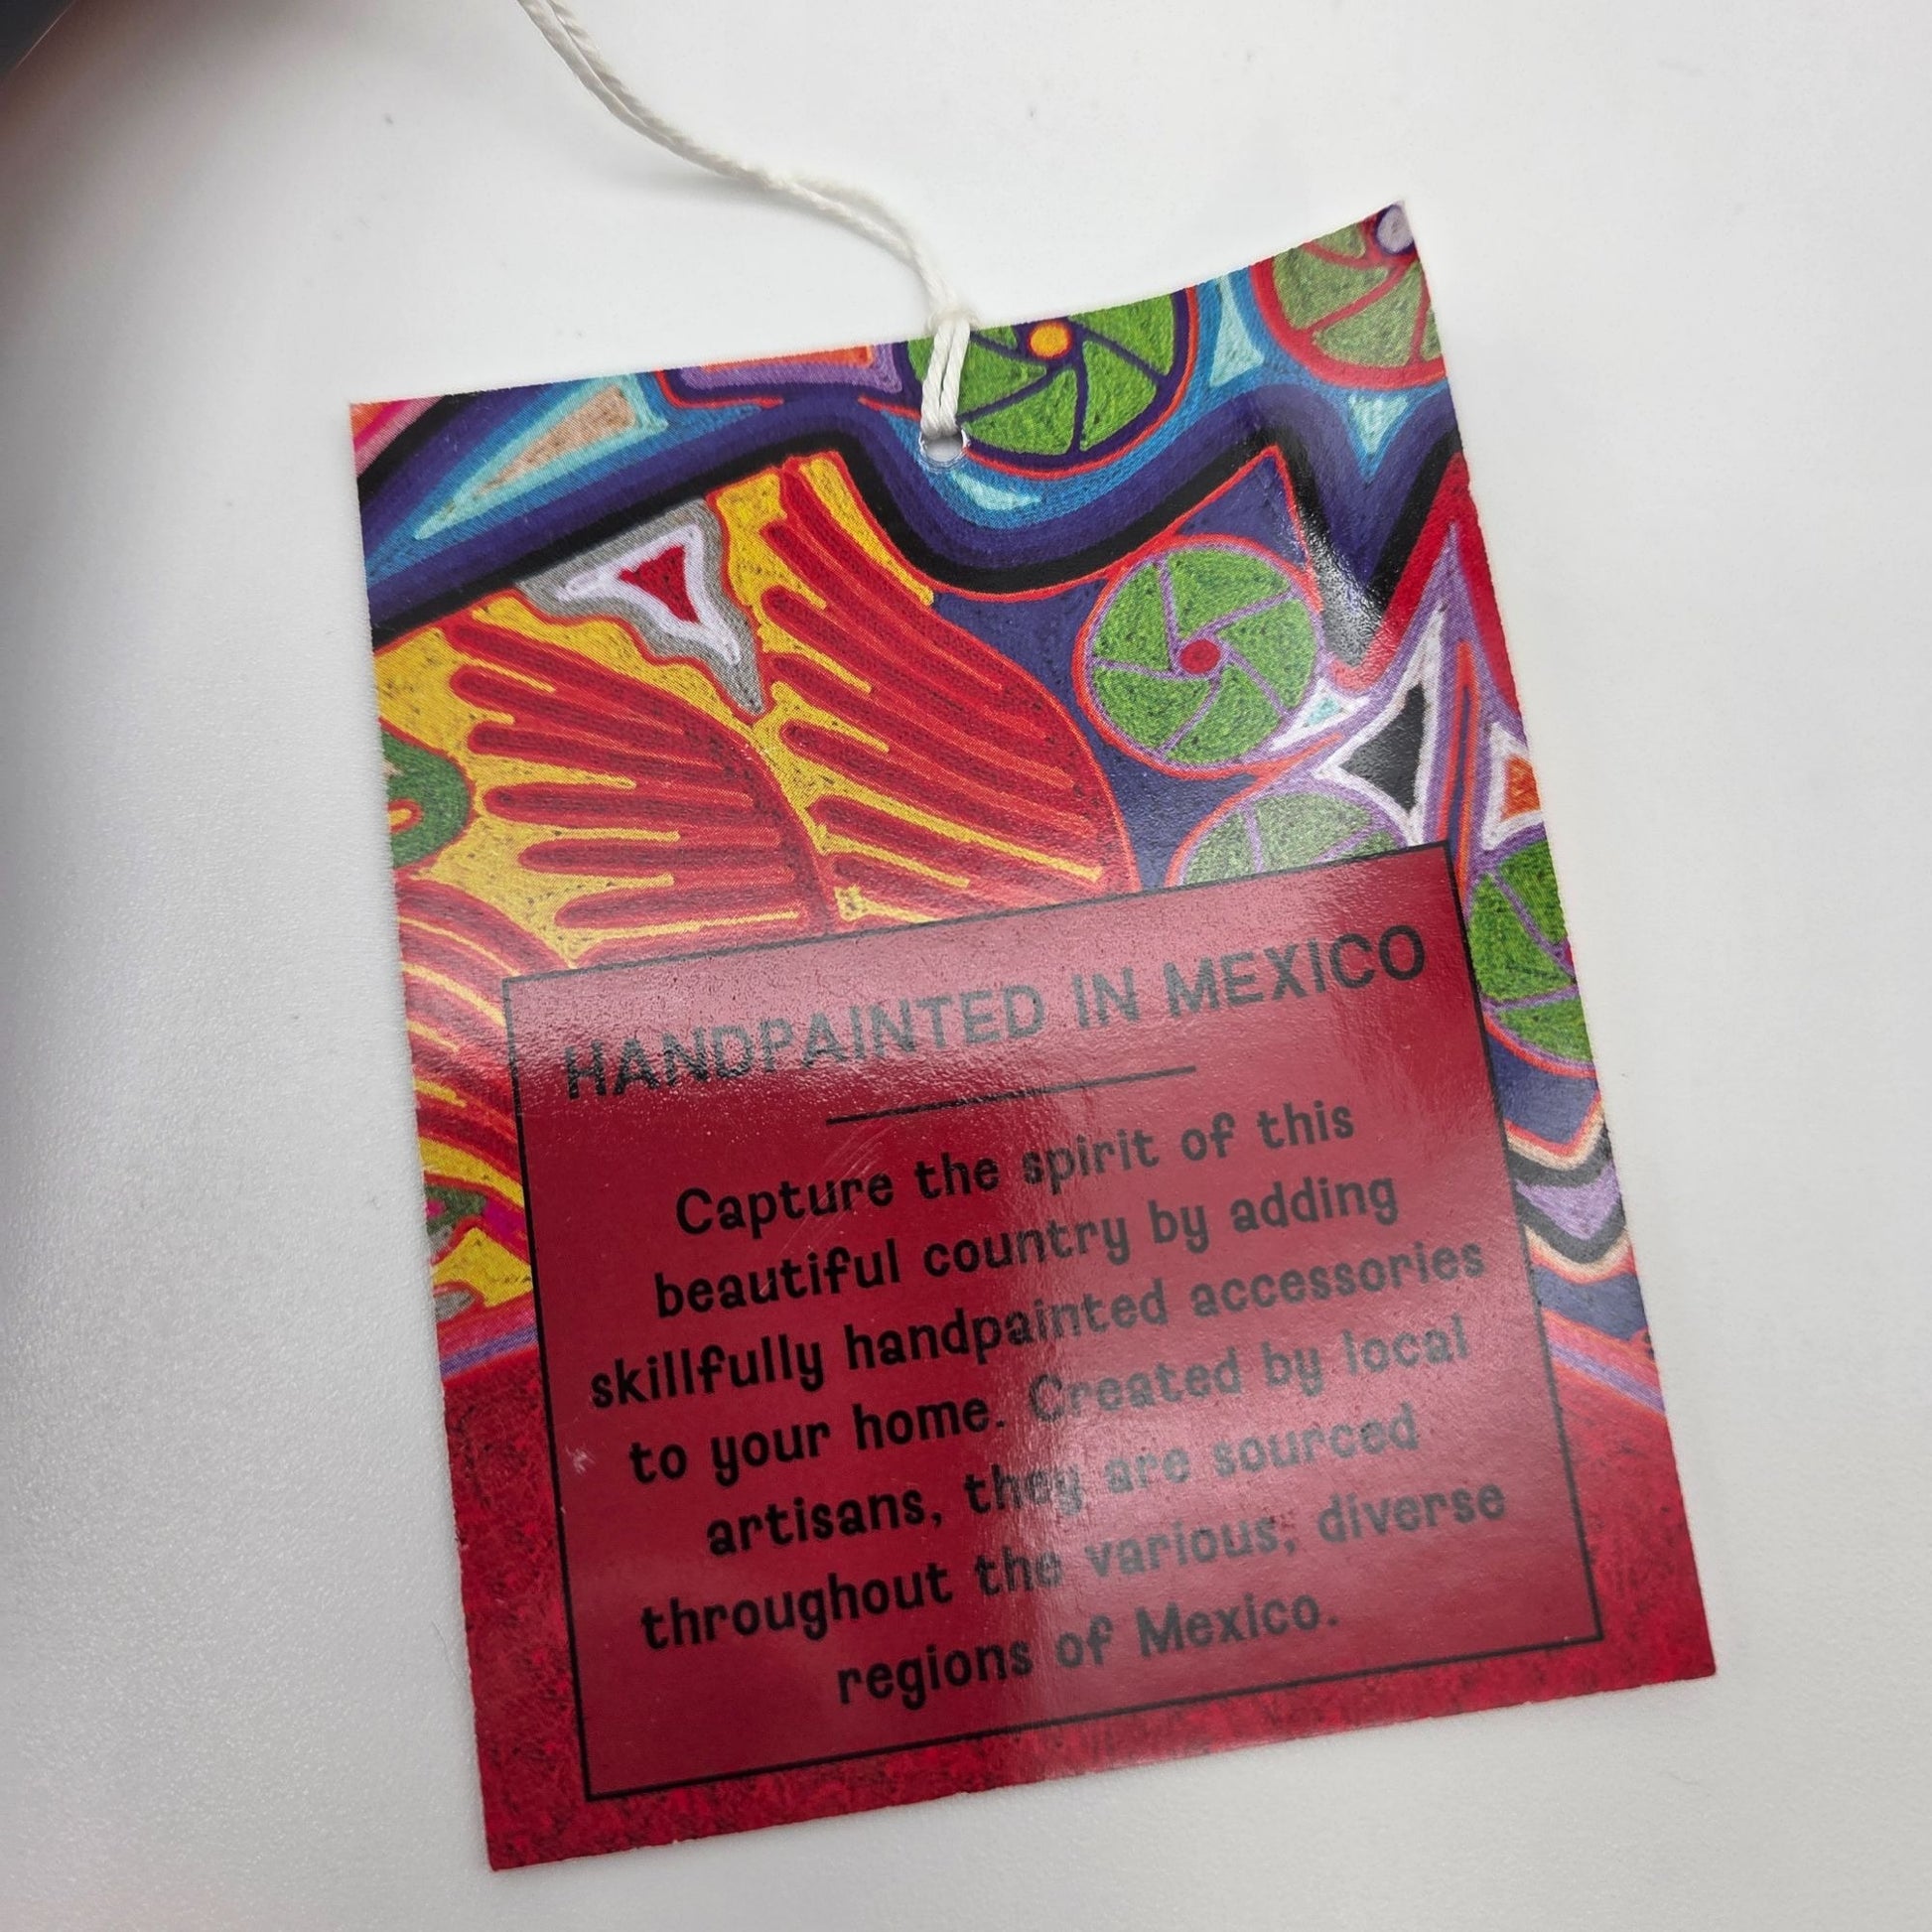 HANDPAINTED IN MEXICO
Capture the spirit of this
beautiful country by adding
skillfully handpainted accessories
to your home. Created by local
artisans, they are sourced
throughout the various, diverse
regions of Mexico.